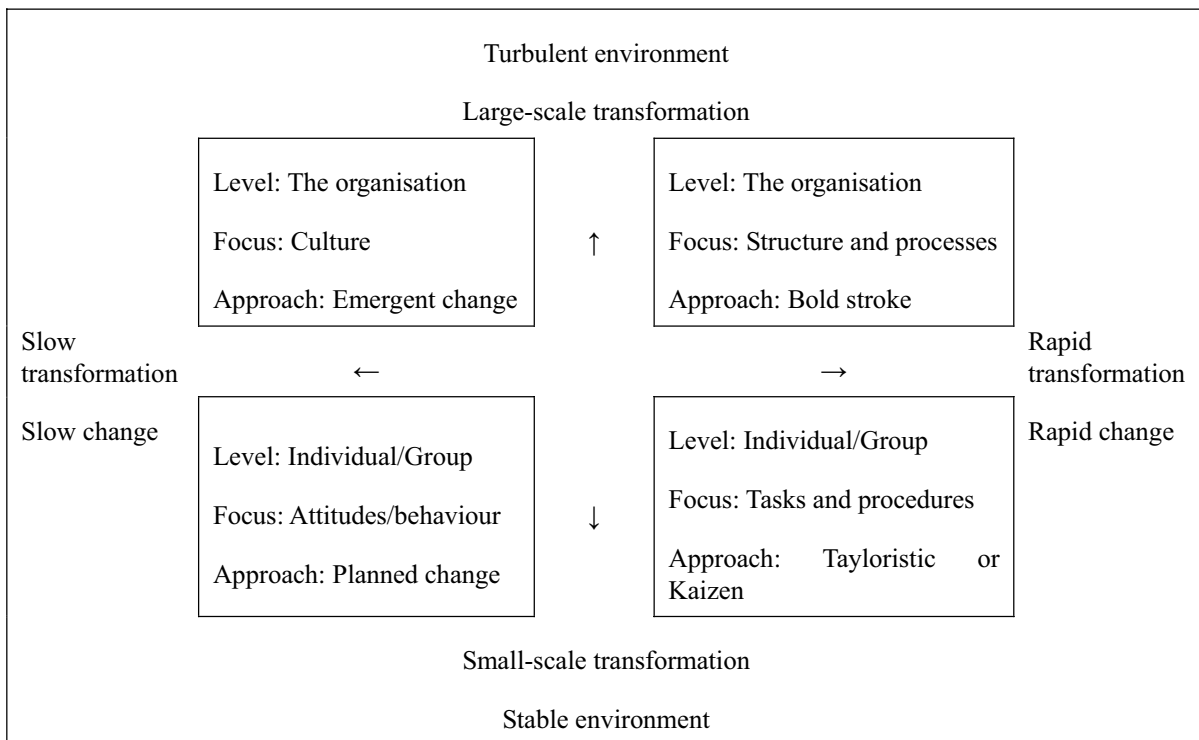 Turbulent environment
Large-scale transformation
Level: The organisation
Focus: Culture
Approach: Emergent change
↑
Level: The organisation
Focus: Structure and processes
Approach: Bold stroke
Slow
transformation
Slow change
←
→
Rapid
transformation
Rapid change
Level: Individual/Group
Focus: Attitudes/behaviour
Approach: Planned change
↓
Level: Individual/Group
Focus: Tasks and procedures
Approach: Tayloristic or
Kaizen
Small-scale transformation
Stable environment